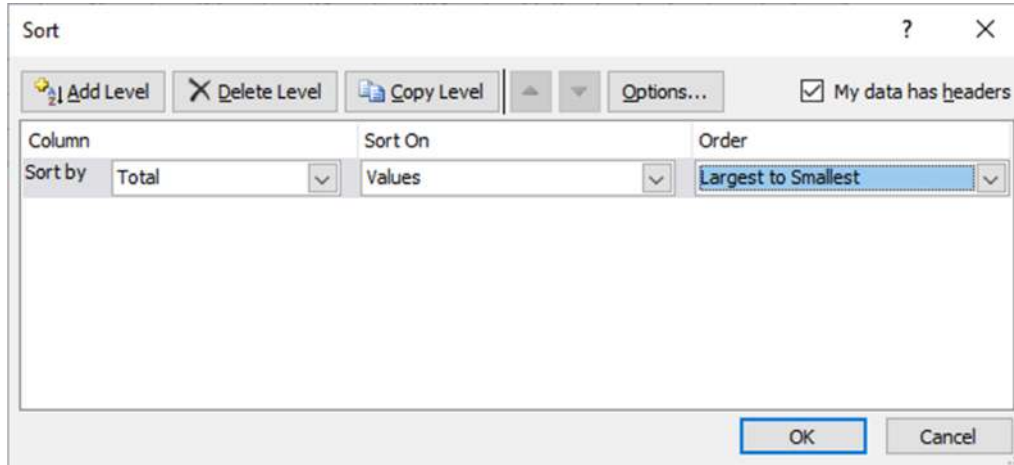 Sort ?
Add Level Delete Level Copy Level Options... My data has headers
Column Sort On Order
Sort by Total Values Largest to Smallest
OK Cancel